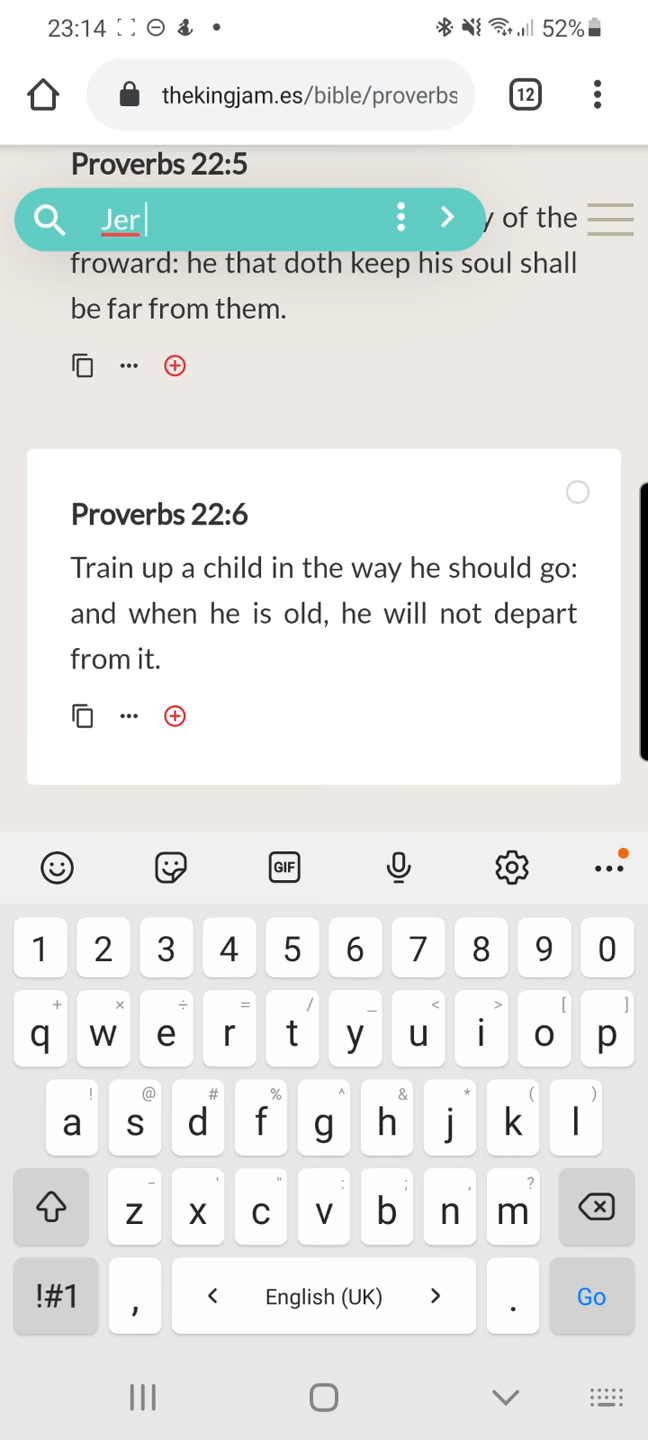 23:14
52%
thekingjam.es/bible/proverbs
12
Proverbs 22:5
Jer
of the
froward: he that doth keep his soul shall
be far from them.
Proverbs 22:6
Train up a child in the way he should go:
and when he is old, he will not depart
from it.
GIF
1 2 3 4 5 6 7 8 9 0
+ × ÷ = / _ < > [ ]
q w e r t y u i o p
! @ # % ^ & * ( )
a s d f g h j k l
- ' " : ; , ?
z x c v b n m
!#1 , < English (UK) > . Go